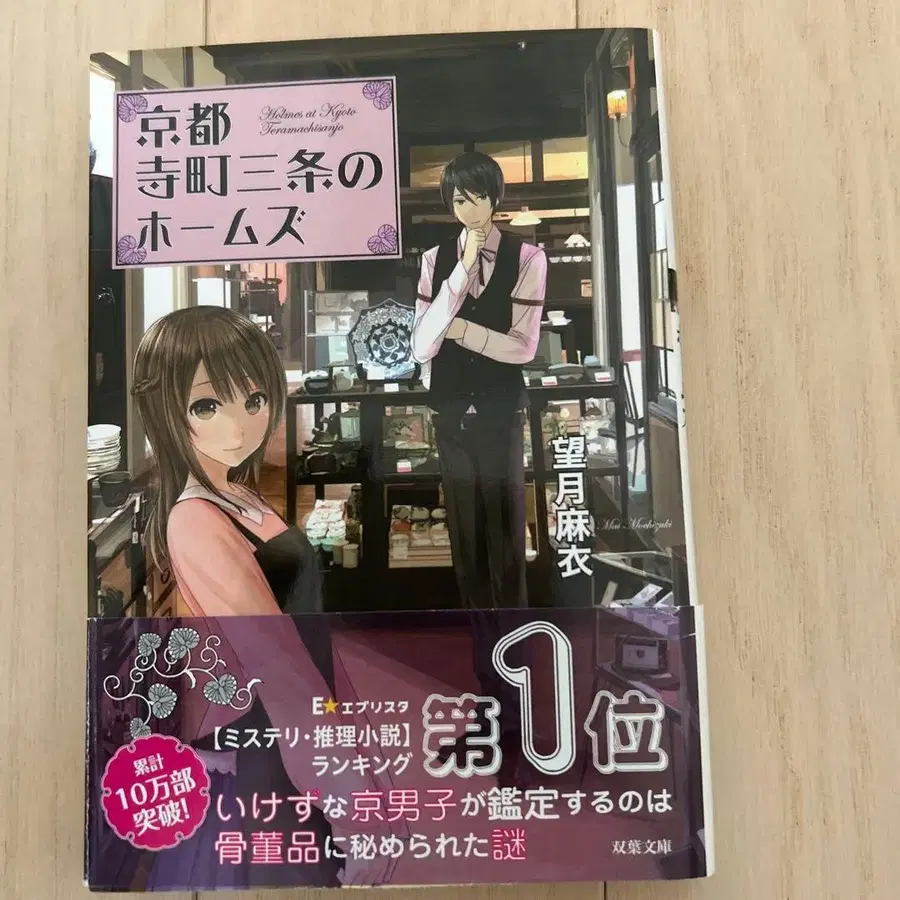 京都
寺町三条の
ホームズ
Holmes at Kyoto
Teramachisanjo
望月麻衣
Mai Mochizuki
E★エブリスタ
【ミステリ・推理小説】
ランキング
第1位
累計
10万部
突破!
いけずな京男子が鑑定するのは
骨董品に秘められた謎
双葉文庫